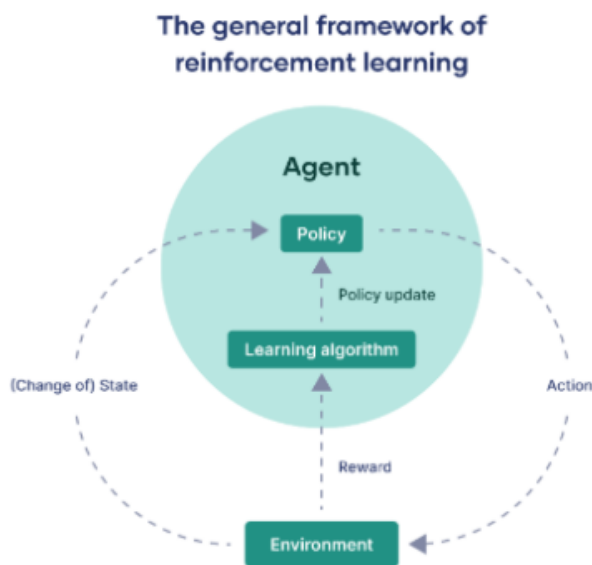 The general framework of
reinforcement learning
Agent
Policy
Policy update
Learning algorithm
(Change of) State
Action
Reward
Environment